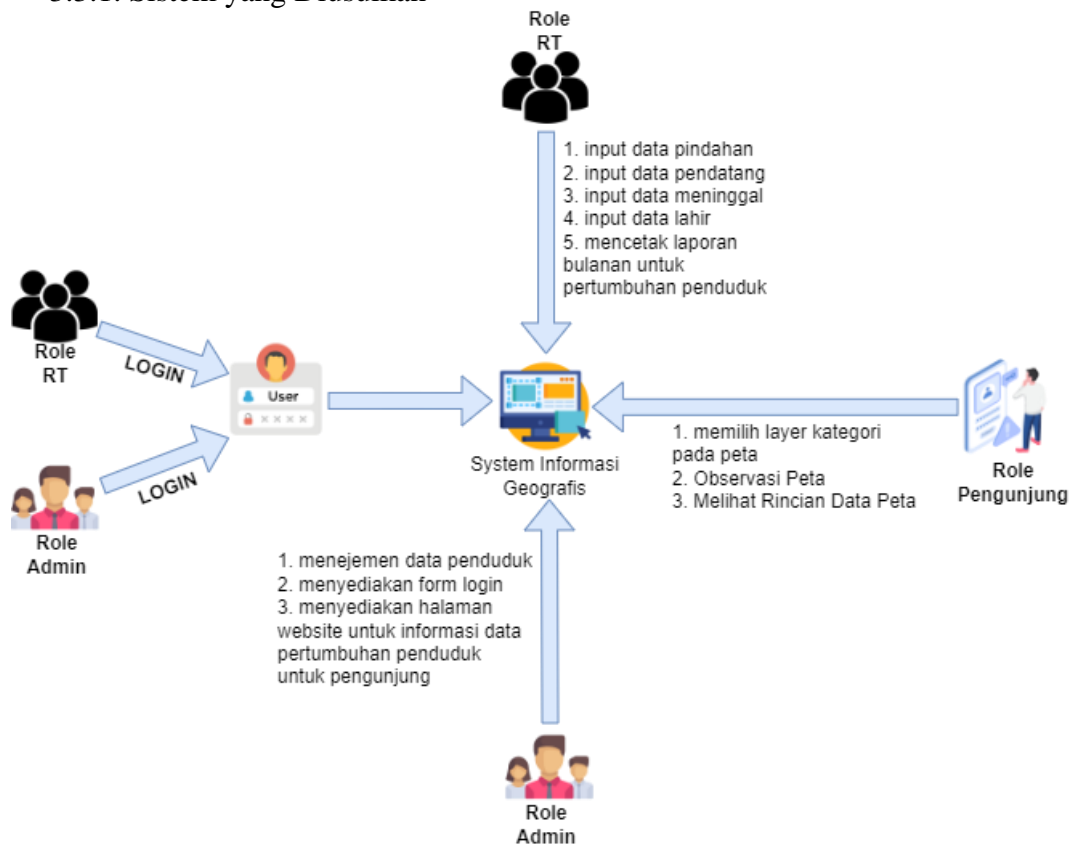 Sistem yang Diusulkan
Role
RT
1. input data pindahan
2. input data pendatang
3. input data meninggal
4. input data lahir
5. mencetak laporan
bulanan untuk
pertumbuhan penduduk
Role
RT
LOGIN
User
××××
LOGIN
Role
Admin
System Informasi
Geografis
1. memilih layer kategori
pada peta
2. Observasi Peta
3. Melihat Rincian Data Peta
Role
Pengunjung
1. menejemen data penduduk
2. menyediakan form login
3. menyediakan halaman
website untuk informasi data
pertumbuhan penduduk
untuk pengunjung
Role
Admin